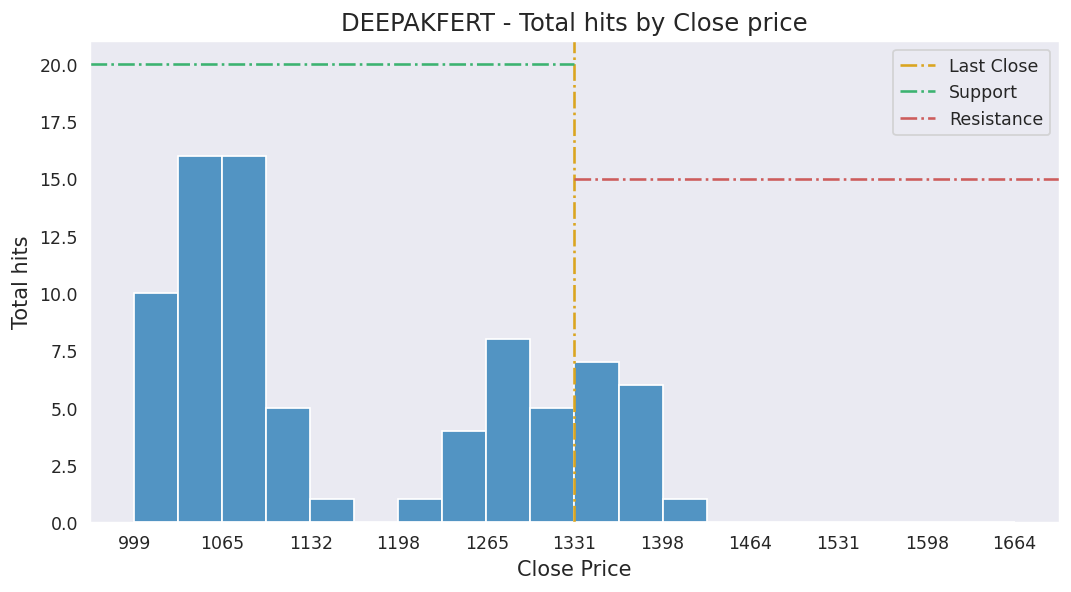 DEEPAKFERT - Total hits by Close price
Last Close
Support
Resistance
20.0
17.5
15.0
12.5
10.0
7.5
5.0
2.5
0.0
Total hits
999 1065 1132 1198 1265 1331 1398 1464 1531 1598 1664
Close Price